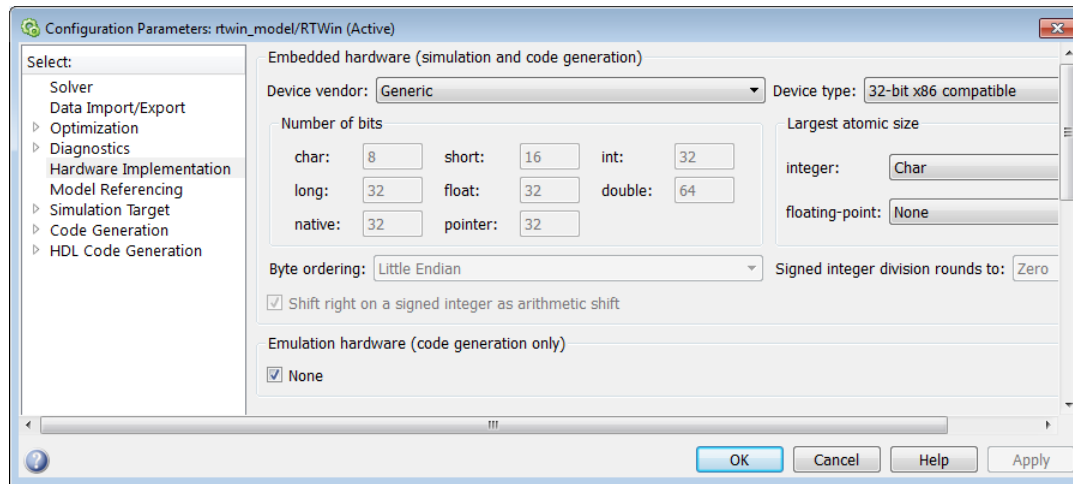 Configuration Parameters: rtwin_model/RTWin (Active)
Select:
Solver
Data Import/Export
Optimization
Diagnostics
Hardware Implementation
Model Referencing
Simulation Target
Code Generation
HDL Code Generation
Embedded hardware (simulation and code generation)
Device vendor: Generic Device type: 32-bit x86 compatible
Number of bits Largest atomic size
char: 8 short: 16 int: 32
integer: Char
long: 32 float: 32 double: 64
floating-point: None
native: 32 pointer: 32
Byte ordering: Little Endian Signed integer division rounds to: Zero
Shift right on a signed integer as arithmetic shift
Emulation hardware (code generation only)
None
OK Cancel Help Apply